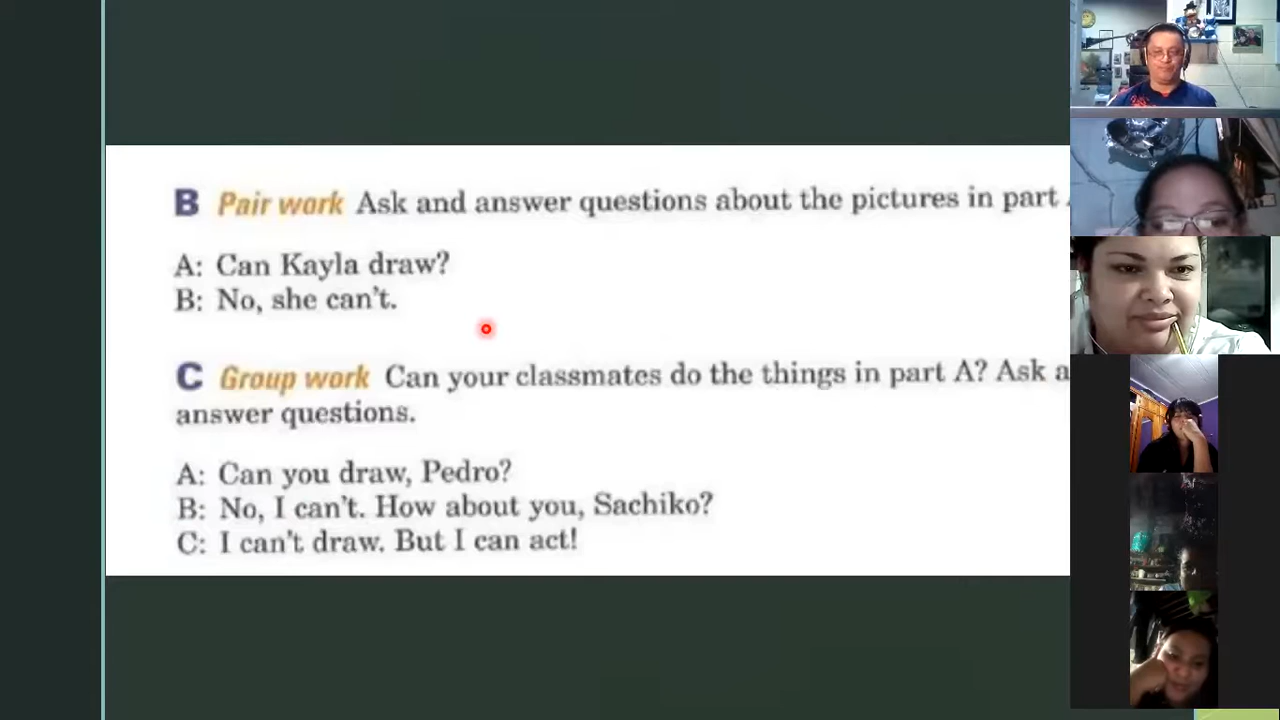 B Pair work Ask and answer questions about the pictures in part
A: Can Kayla draw?
B: No, she can't.
C Group work Can your classmates do the things in part A? Ask a
answer questions.
A: Can you draw, Pedro?
B: No, I can't. How about you, Sachiko?
C: I can't draw. But I can act!